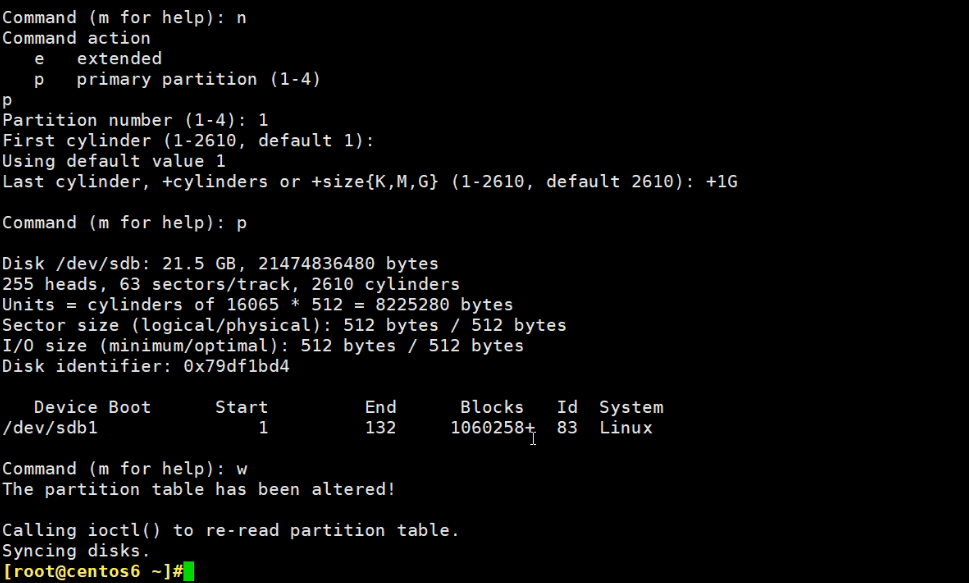 Command (m for help): n
Command action
   e   extended
   p   primary partition (1-4)
p
Partition number (1-4): 1
First cylinder (1-2610, default 1):
Using default value 1
Last cylinder, +cylinders or +size{K,M,G} (1-2610, default 2610): +1G
Command (m for help): p
Disk /dev/sdb: 21.5 GB, 21474836480 bytes
255 heads, 63 sectors/track, 2610 cylinders
Units = cylinders of 16065 * 512 = 8225280 bytes
Sector size (logical/physical): 512 bytes / 512 bytes
I/O size (minimum/optimal): 512 bytes / 512 bytes
Disk identifier: 0x79df1bd4
   Device Boot      Start         End      Blocks   Id  System
/dev/sdb1               1         132     1060258+  83  Linux
Command (m for help): w
The partition table has been altered!
Calling ioctl() to re-read partition table.
Syncing disks.
[root@centos6 ~]#